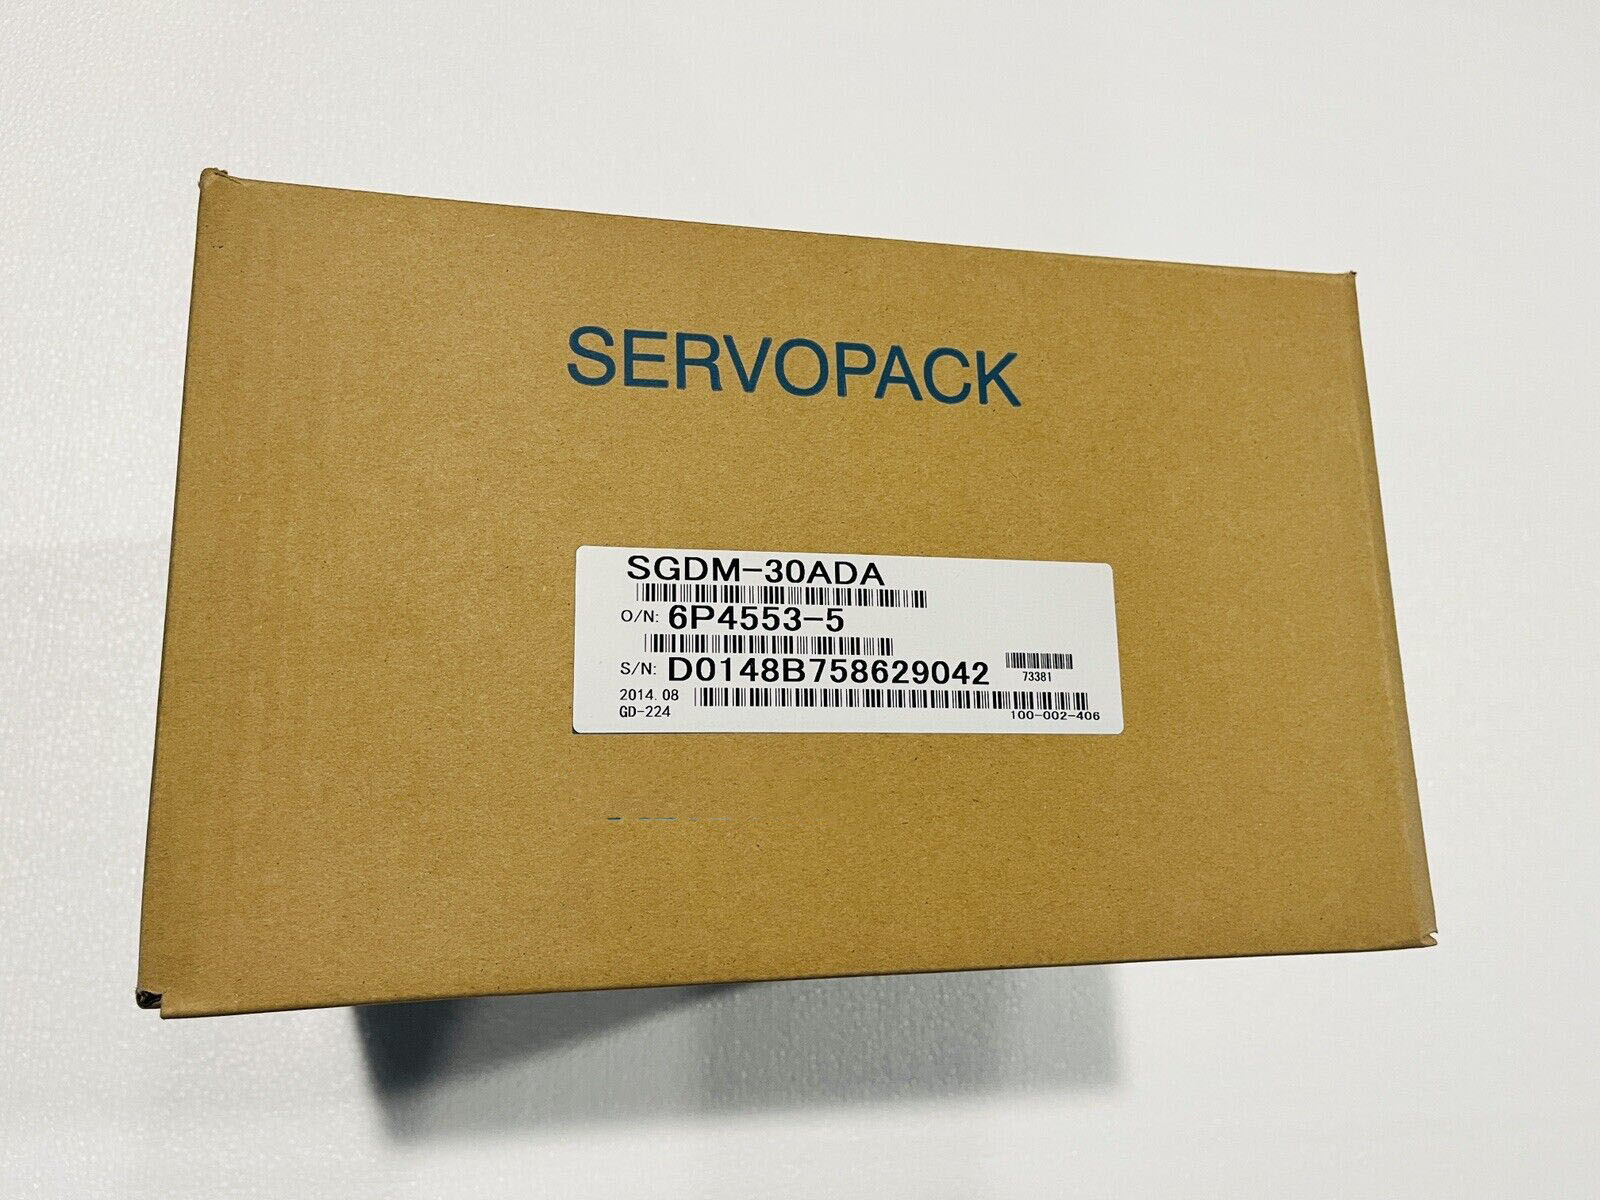 SERVOPACK
SGDM-30ADA
O/N: 6P4553-5
S/N: D0148B758629042
73381
2014.08
GD-224
100-002-406